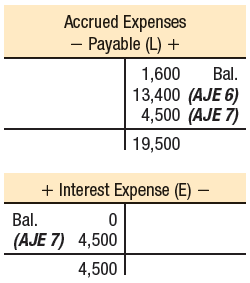 Accrued Expenses
− Payable (L) +
1,600 Bal.
13,400 (AJE 6)
4,500 (AJE 7)
19,500
+ Interest Expense (E) −
Bal. 0
(AJE 7) 4,500
4,500